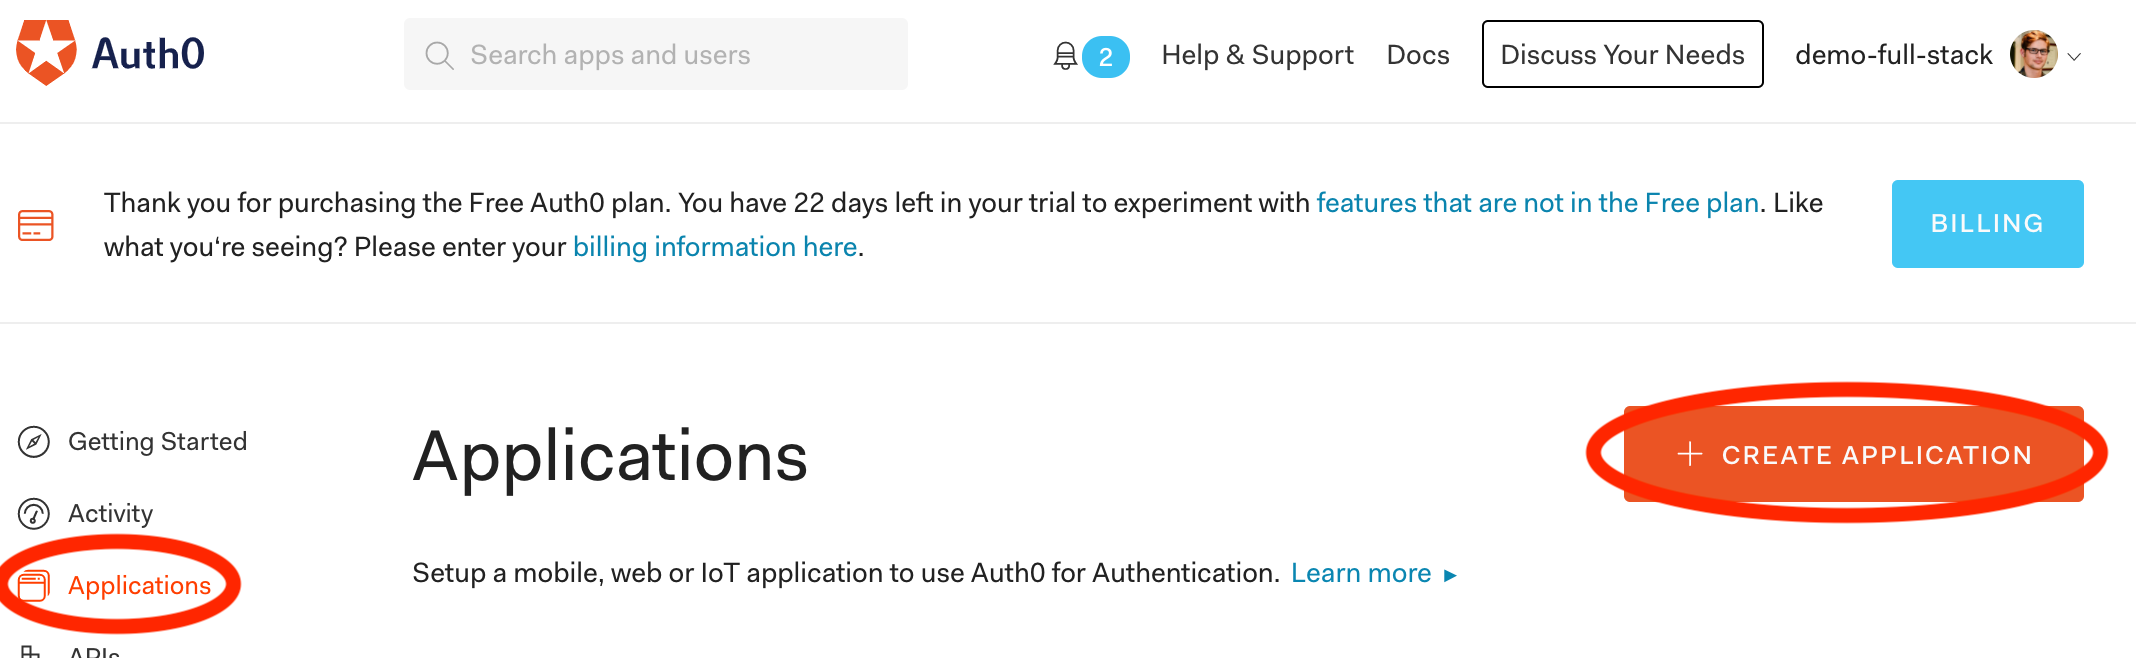 Auth0
Search apps and users
2
Help & Support
Docs
Discuss Your Needs
demo-full-stack
Thank you for purchasing the Free Auth0 plan. You have 22 days left in your trial to experiment with features that are not in the Free plan. Like
what you‘re seeing? Please enter your billing information here.
BILLING
Getting Started
Activity
Applications
APIs
Applications
+ CREATE APPLICATION
Setup a mobile, web or IoT application to use Auth0 for Authentication. Learn more ▸